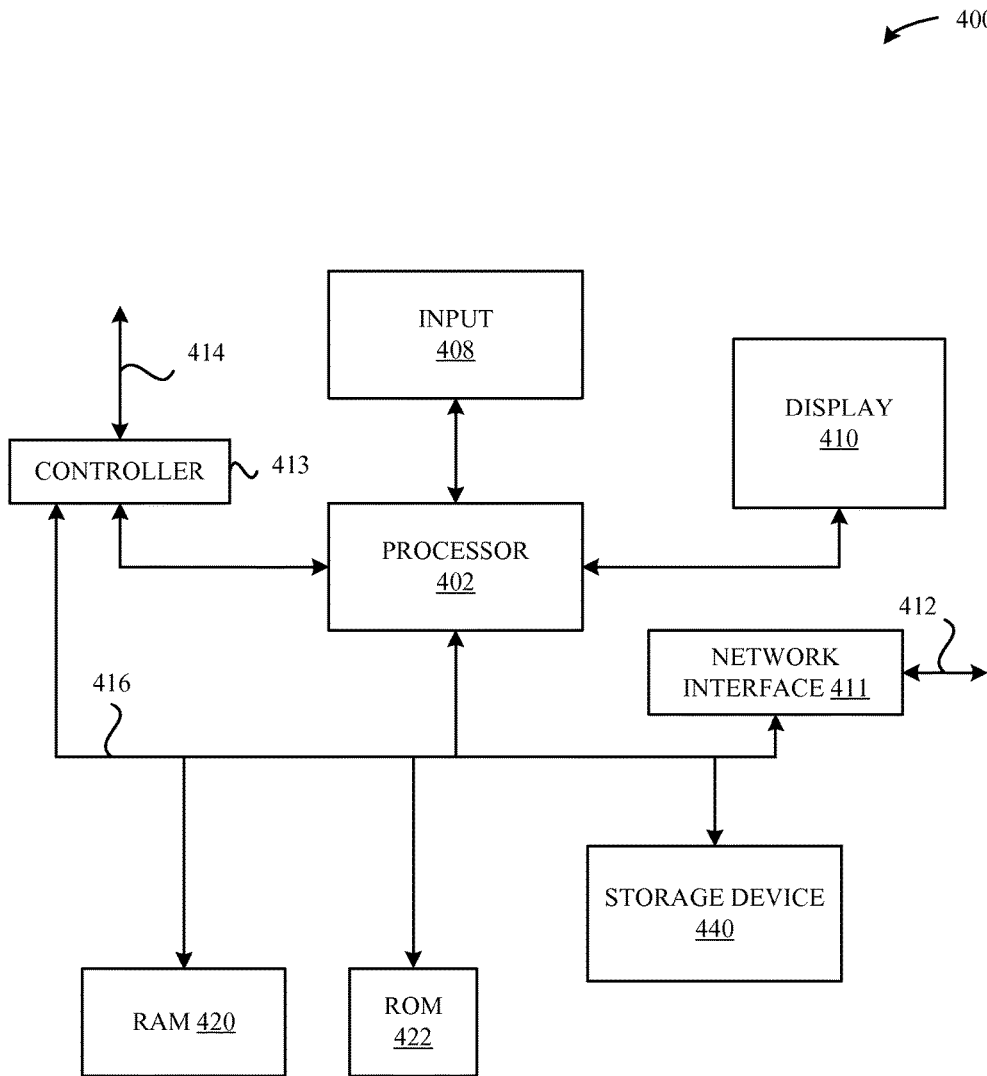 400
INPUT
408
414
DISPLAY
410
CONTROLLER
413
PROCESSOR
402
412
NETWORK
INTERFACE 411
416
STORAGE DEVICE
440
RAM 420
ROM
422